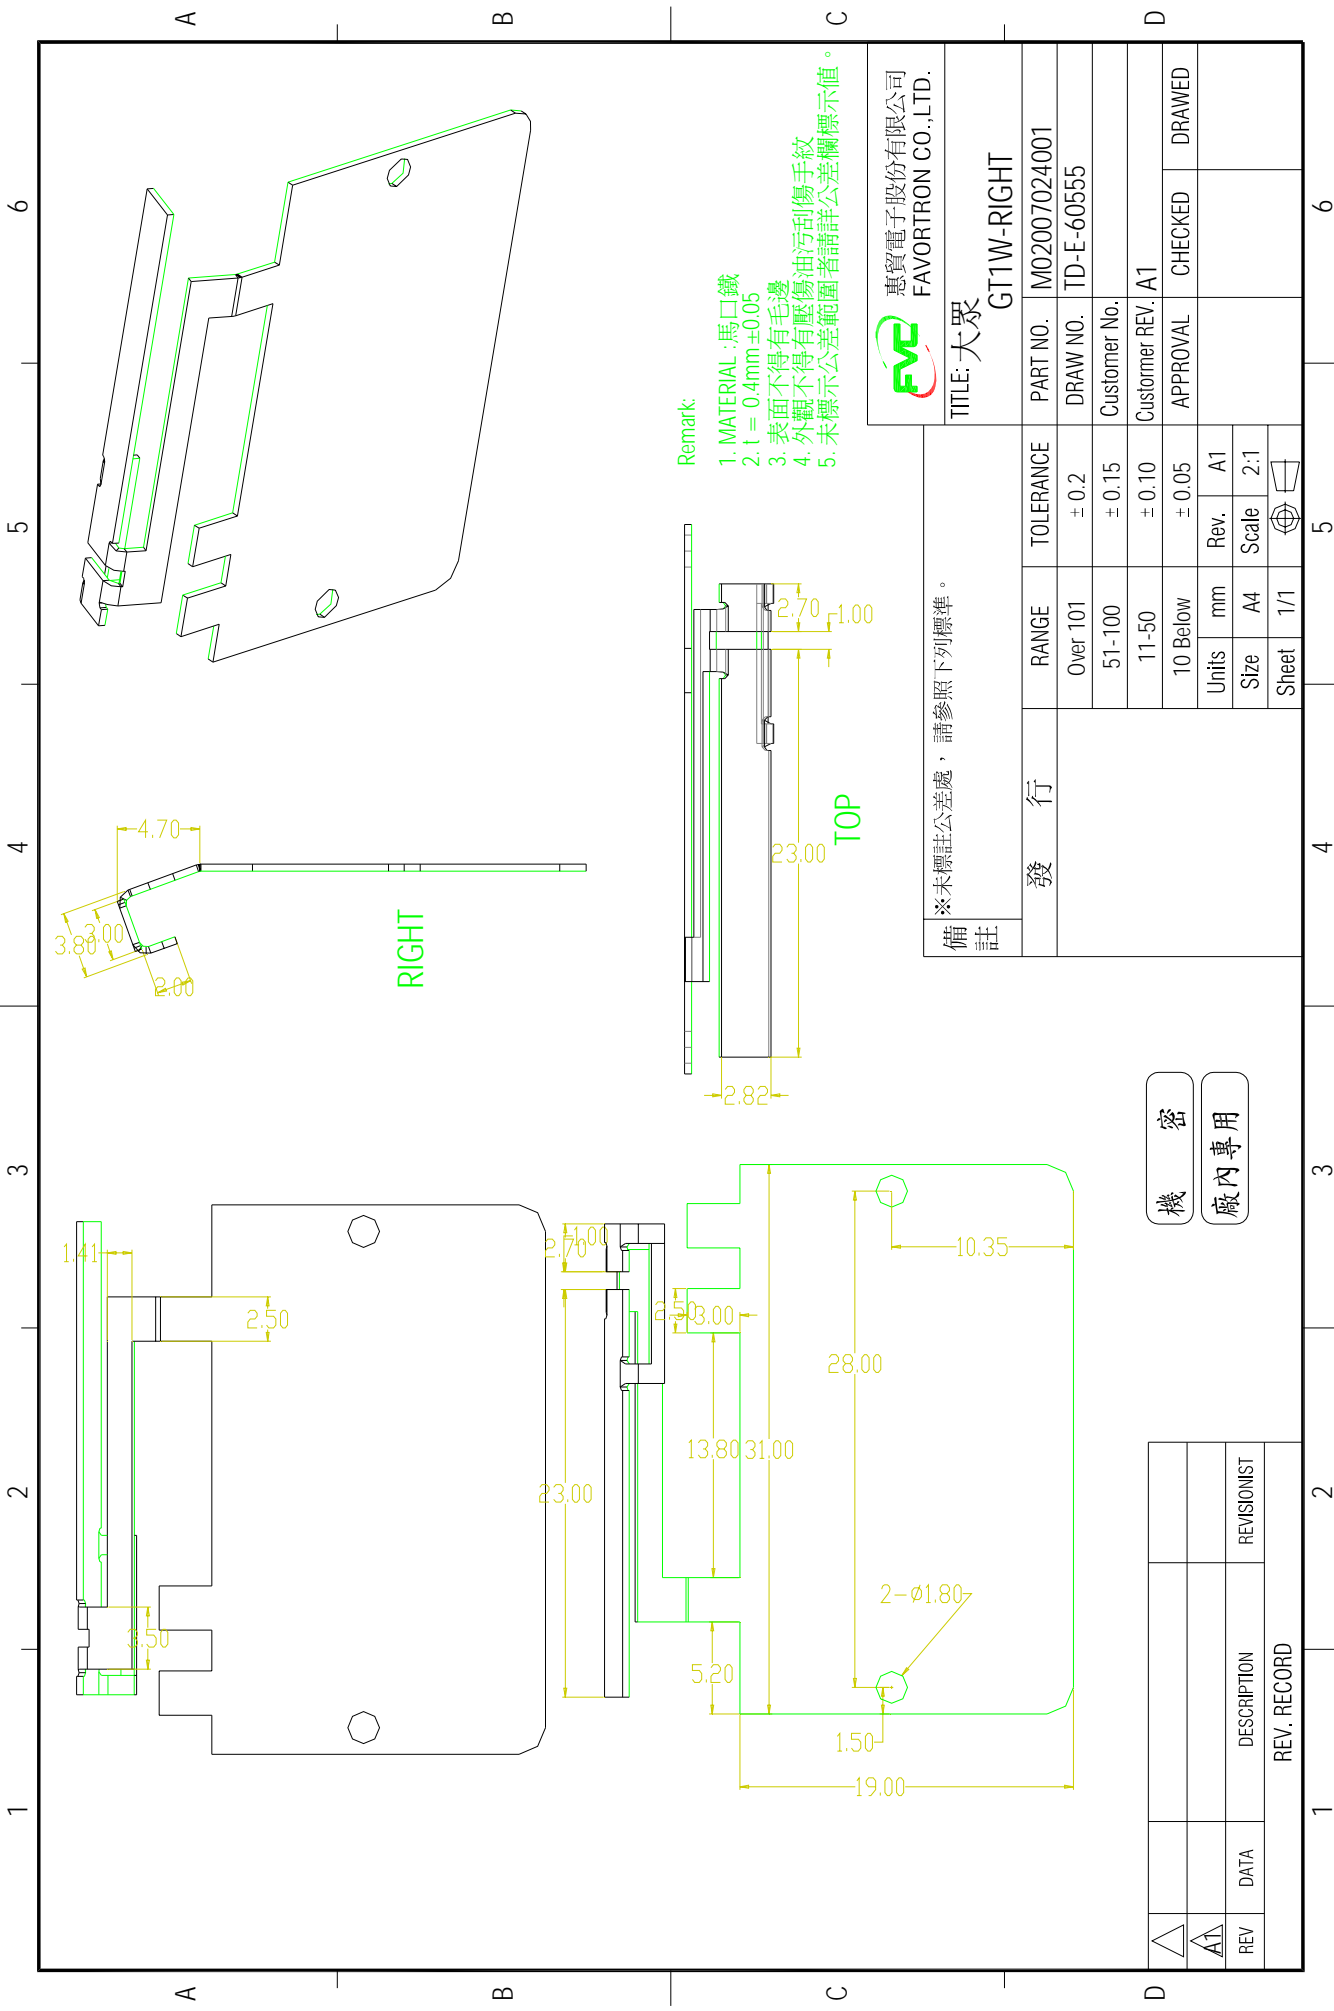 1 2 3 4 5 6
A
B
C
D
A
B
C
D
1 2 3 4 5 6
1.41
3.50
2.50
4.70
3.80
3.00
2.00
RIGHT
2.70
1.00
23.00
2.50
3.00
13.80
31.00
5.20
28.00
10.35
2-Ø1.80
1.50
19.00
2.70
1.00
23.00
2.82
TOP
Remark:
1. MATERIAL :馬口鐵
2. t = 0.4mm ±0.05
3. 表面不得有毛邊
4. 外觀不得有壓傷油污刮傷手紋
5. 未標示公差範圍者請詳公差欄標示值。
FVC
惠貿電子股份有限公司
FAVORTRON CO.,LTD.
TITLE: 大眾
GT1W-RIGHT
備註
※未標註公差處， 請參照下列標準。
發 行
RANGE TOLERANCE PART NO. M02007024001
Over 101 ± 0.2 DRAW NO. TD-E-60555
51-100 ± 0.15 Customer No.
11-50 ± 0.10 Custormer REV. A1
10 Below ± 0.05 APPROVAL CHECKED DRAWED
Units mm Rev. A1
Size A4 Scale 2:1
Sheet 1/1
機 密
廠內專用
A1
REV DATA DESCRIPTION REVISIONIST
REV. RECORD